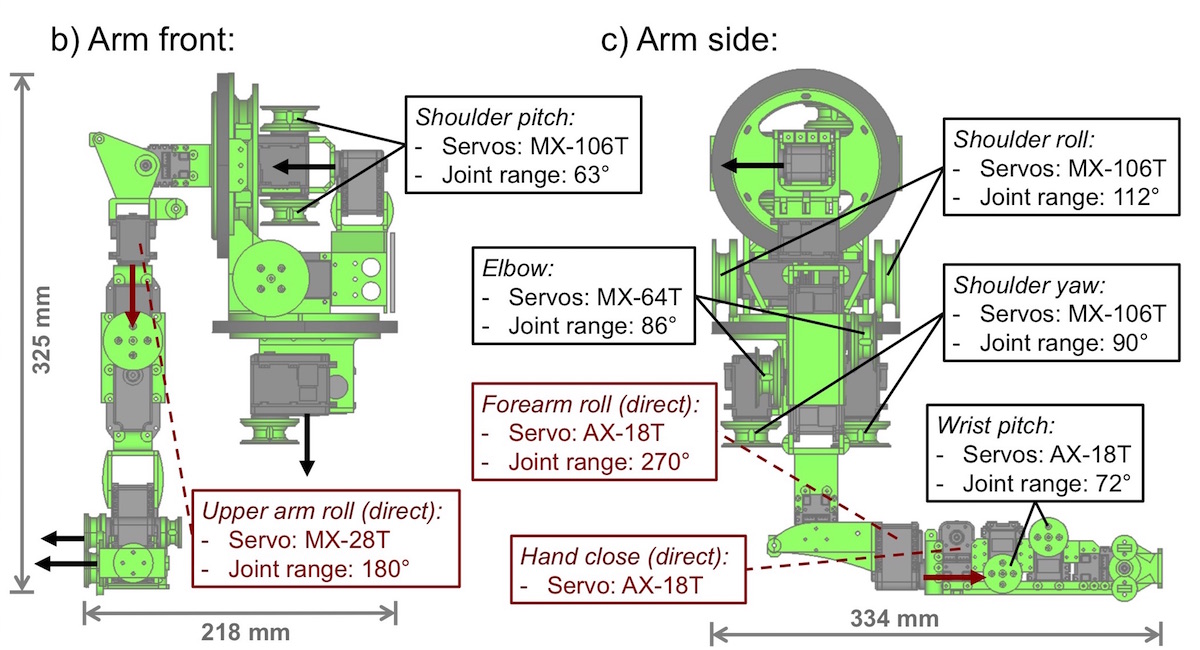 b) Arm front:
c) Arm side:
325 mm
Shoulder pitch:
- Servos: MX-106T
- Joint range: 63°
Upper arm roll (direct):
- Servo: MX-28T
- Joint range: 180°
218 mm
Shoulder roll:
- Servos: MX-106T
- Joint range: 112°
Elbow:
- Servos: MX-64T
- Joint range: 86°
Shoulder yaw:
- Servos: MX-106T
- Joint range: 90°
Forearm roll (direct):
- Servo: AX-18T
- Joint range: 270°
Wrist pitch:
- Servos: AX-18T
- Joint range: 72°
Hand close (direct):
- Servo: AX-18T
334 mm